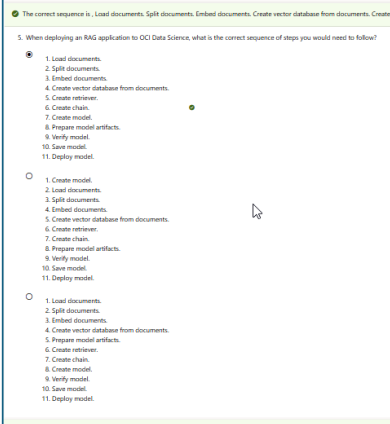 The correct sequence is , Load documents. Split documents. Embed documents. Create vector database from documents. Create
5. When deploying an RAG application to OCI Data Science, what is the correct sequence of steps you would need to follow?
1. Load documents.
2. Split documents.
3. Embed documents.
4. Create vector database from documents.
5. Create retriever.
6. Create chain.
7. Create model.
8. Prepare model artifacts.
9. Verify model.
10. Save model.
11. Deploy model.
1. Create model.
2. Load documents.
3. Split documents.
4. Embed documents.
5. Create vector database from documents.
6. Create retriever.
7. Create chain.
8. Prepare model artifacts.
9. Verify model.
10. Save model.
11. Deploy model.
1. Load documents.
2. Split documents.
3. Embed documents.
4. Create vector database from documents.
5. Prepare model artifacts.
6. Create retriever.
7. Create chain.
8. Create model.
9. Verify model.
10. Save model.
11. Deploy model.